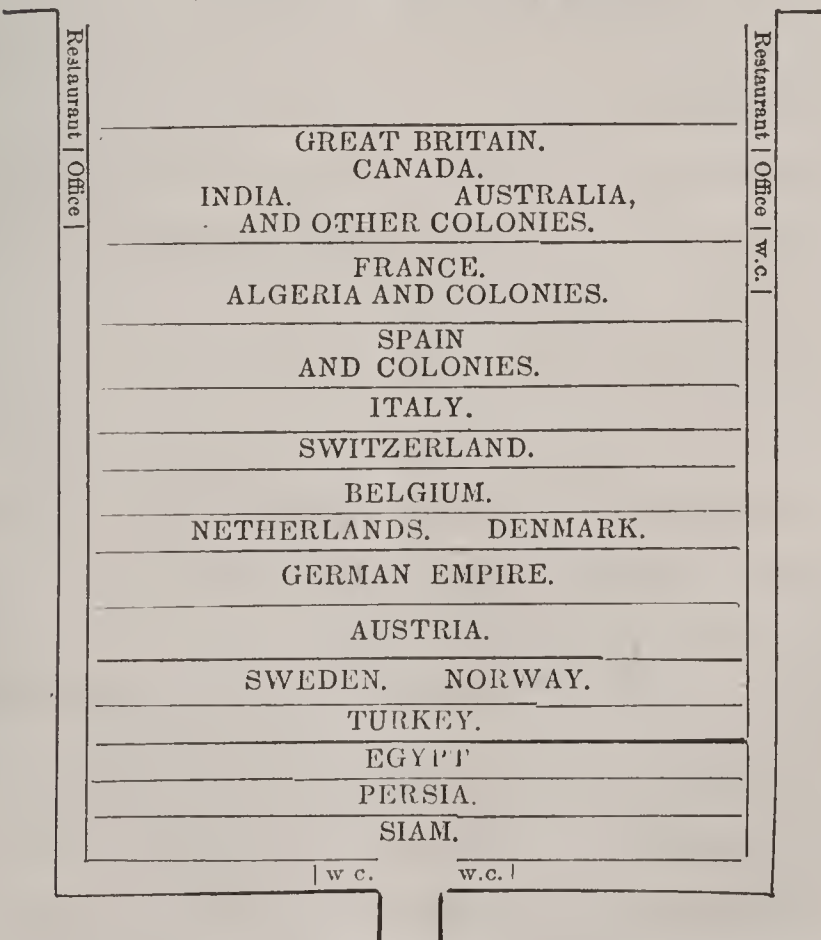 Restaurant | Office |
GREAT BRITAIN.
CANADA.
INDIA. AUSTRALIA,
AND OTHER COLONIES.
FRANCE.
ALGERIA AND COLONIES.
SPAIN
AND COLONIES.
ITALY.
SWITZERLAND.
BELGIUM.
NETHERLANDS. DENMARK.
GERMAN EMPIRE.
AUSTRIA.
SWEDEN. NORWAY.
TURKEY.
EGYPT
PERSIA.
SIAM.
| w c. w.c. |
Restaurant | Office | w.c. |